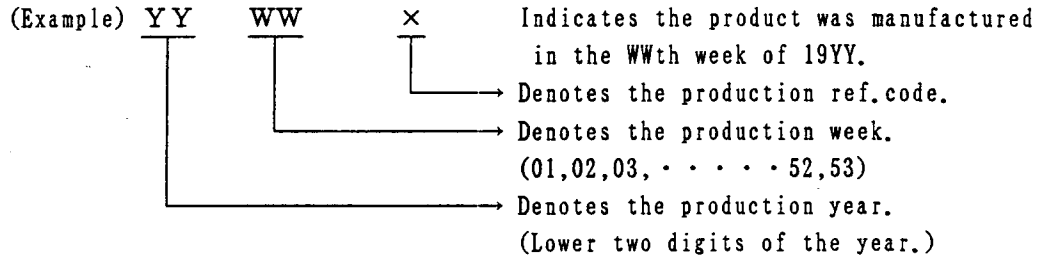 (Example) YY WW × Indicates the product was manufactured
in the WWth week of 19YY.
Denotes the production ref.code.
Denotes the production week.
(01,02,03, · · · · · 52,53)
Denotes the production year.
(Lower two digits of the year.)